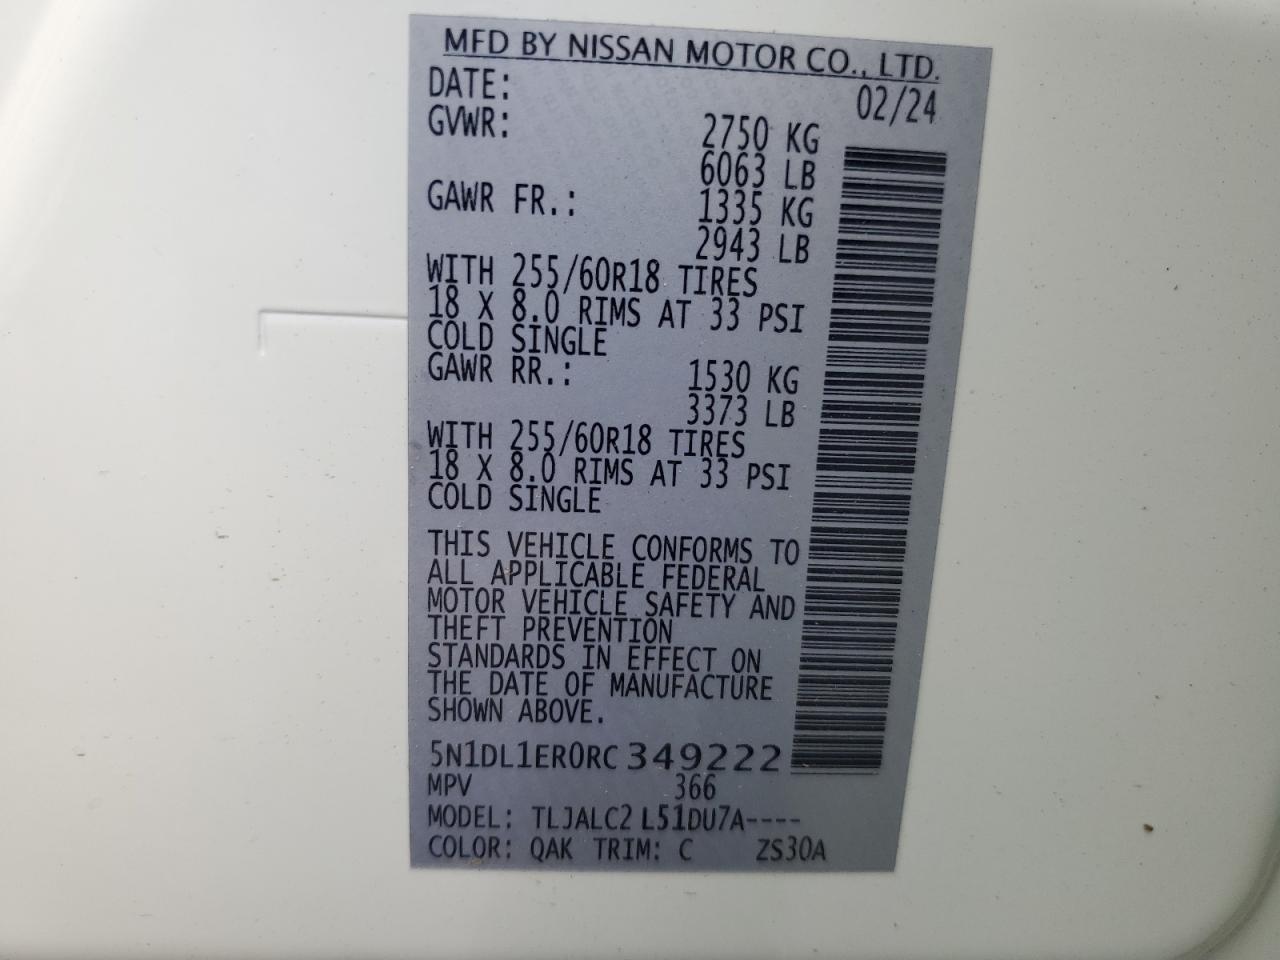 MFD BY NISSAN MOTOR CO., LTD.
DATE: 02/24
GVWR: 2750 KG
6063 LB
GAWR FR.: 1335 KG
2943 LB
WITH 255/60R18 TIRES
18 X 8.0 RIMS AT 33 PSI
COLD SINGLE
GAWR RR.: 1530 KG
3373 LB
WITH 255/60R18 TIRES
18 X 8.0 RIMS AT 33 PSI
COLD SINGLE
THIS VEHICLE CONFORMS TO
ALL APPLICABLE FEDERAL
MOTOR VEHICLE SAFETY AND
THEFT PREVENTION
STANDARDS IN EFFECT ON
THE DATE OF MANUFACTURE
SHOWN ABOVE.
5N1DL1ER0RC349222
MPV 366
MODEL: TLJALC2 L51DU7A----
COLOR: QAK TRIM: C ZS30A